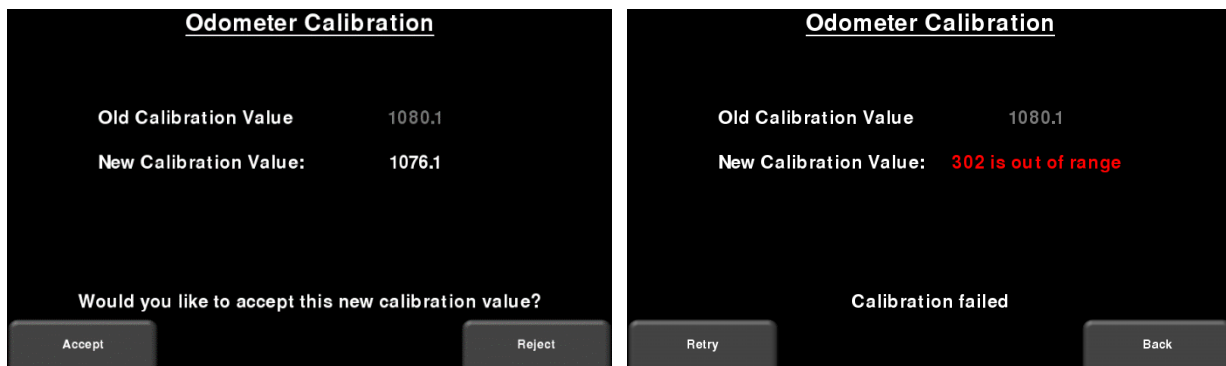 Odometer Calibration
Old Calibration Value 1080.1
New Calibration Value: 1076.1
Would you like to accept this new calibration value?
Accept Reject
Odometer Calibration
Old Calibration Value 1080.1
New Calibration Value: 302 is out of range
Calibration failed
Retry Back